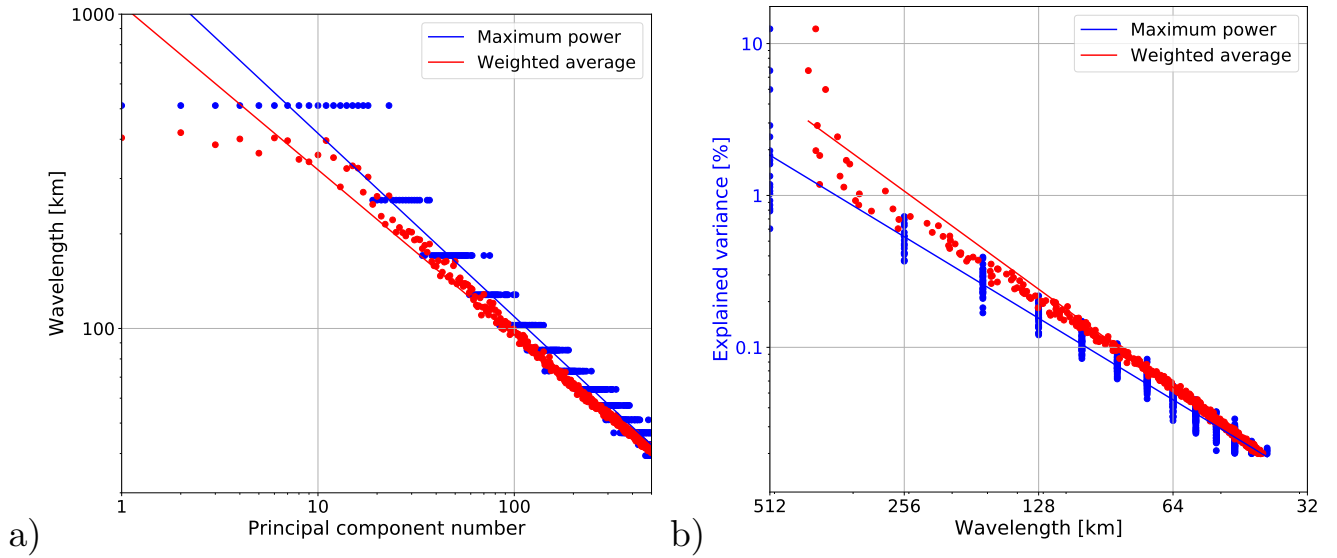 1000
100
Wavelength [km]
Maximum power
Weighted average
1 10 100
Principal component number
a)
10
1
0.1
Explained variance [%]
Maximum power
Weighted average
512 256 128 64 32
Wavelength [km]
b)